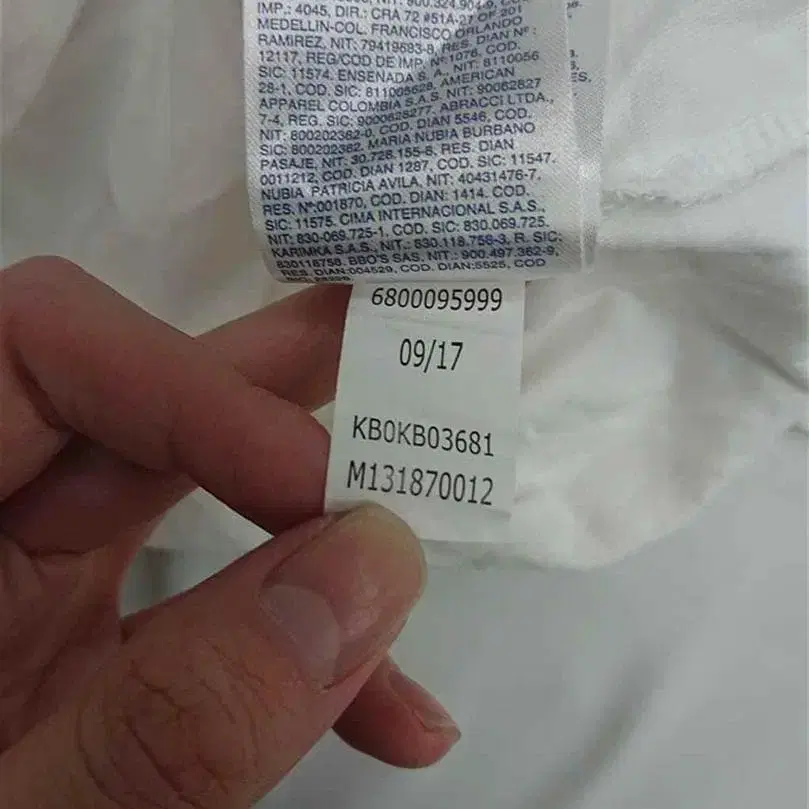 IMP.: 4045, DIR.: CRA 72 #51A-27 OF 201
MEDELLIN-COL. FRANCISCO ORLANDO
RAMIREZ, NIT: 79419683-8, RES. DIAN Nº:
12117, REG/COD DE IMP. Nº:1076, COD.
SIC: 11574. ENSEÑADA S. A. NIT: 8110056
28-1, COD. SIC: 811005628, AMERICAN
APPAREL COLOMBIA S.A.S. NIT: 90062827
7-4, REG. SIC: 9000628277, ABRACCI LTDA.,
NIT: 800202362-0, COD. DIAN 5546, COD.
SIC: 800202362. MARIA NUBIA BURBANO
PASAJE, NIT: 30.728.155-8, RES. DIAN
0011212, COD. DIAN 1287, COD. SIC: 11547.
NUBIA PATRICIA AVILA, NIT: 40431476-7,
RES. Nº:001870, COD. DIAN: 1414. COD.
SIC: 11575. CIMA INTERNACIONAL S.A.S.,
NIT: 830-069.725-1, COD. SIC: 830.069.725.
KARIMKA S.A.S., NIT.: 830.118.758-3, R. SIC:
830118758. BBO'S SAS, NIT.: 900.497.362-9,
RES. DIAN:004529, COD. DIAN:5525, COD
6800095999
09/17
KB0KB03681
M131870012